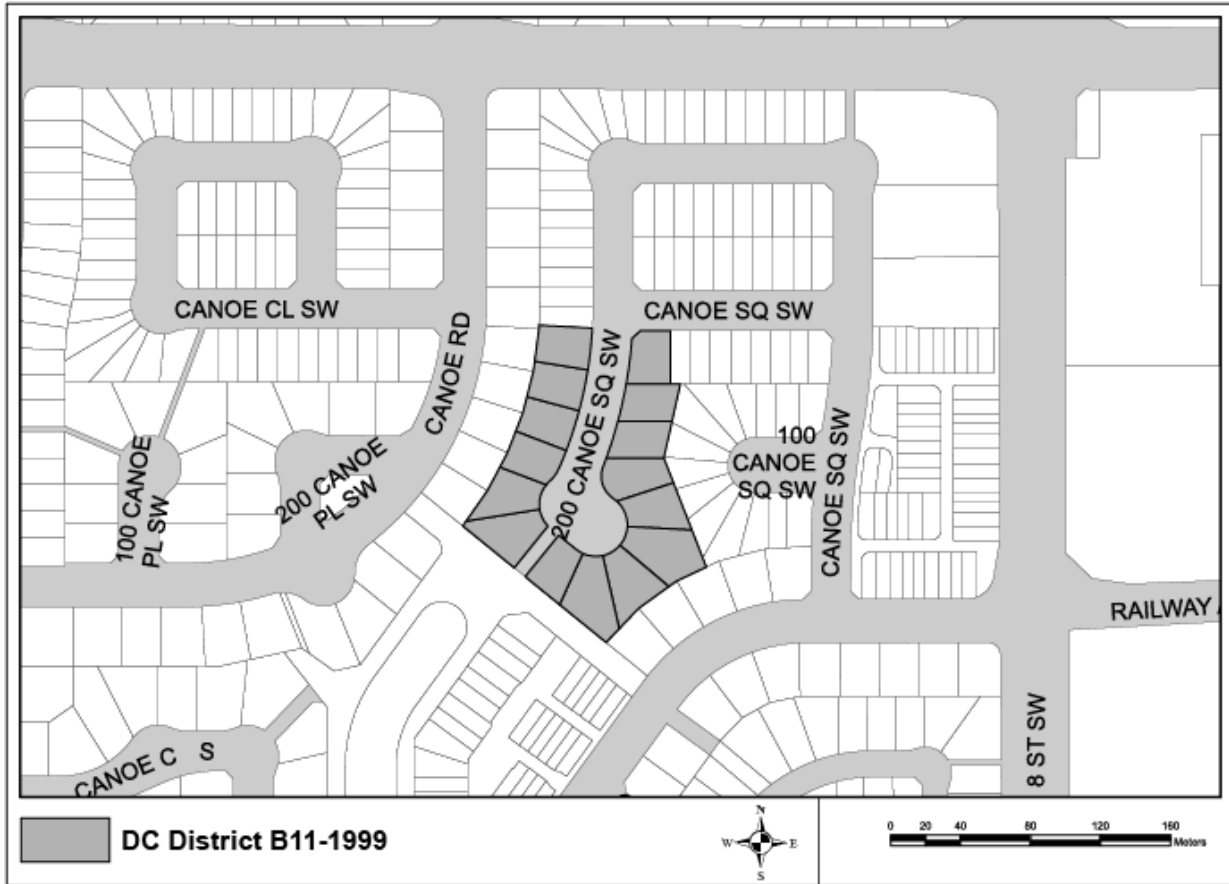 CANOE CL SW
CANOE SQ SW
CANOE RD
200 CANOE SQ SW
100
CANOE
SQ SW
CANOE SQ SW
200 CANOE
PL SW
100 CANOE
PL SW
RAILWAY
8 ST SW
CANOE C S
DC District B11-1999
N
W E
S
0 20 40 80 120 160
Meters